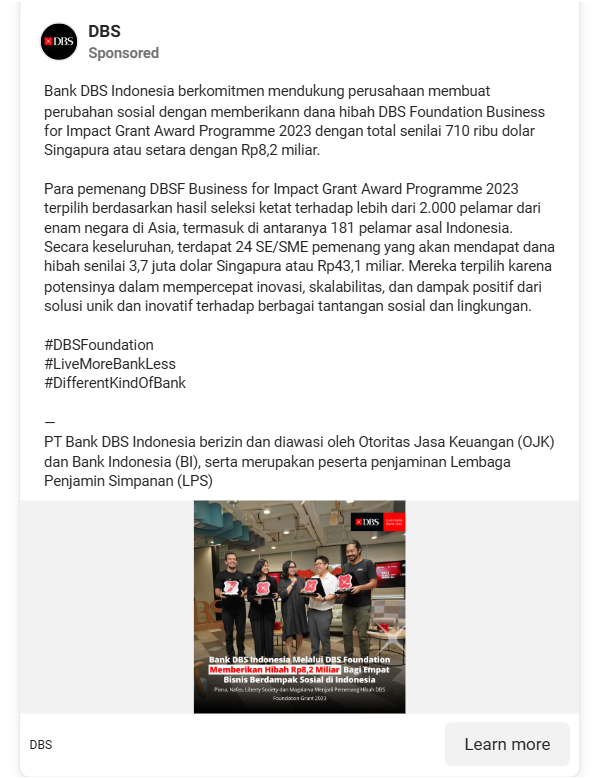 DBS
DBS
Sponsored
Bank DBS Indonesia berkomitmen mendukung perusahaan membuat
perubahan sosial dengan memberikann dana hibah DBS Foundation Business
for Impact Grant Award Programme 2023 dengan total senilai 710 ribu dolar
Singapura atau setara dengan Rp8,2 miliar.
Para pemenang DBSF Business for Impact Grant Award Programme 2023
terpilih berdasarkan hasil seleksi ketat terhadap lebih dari 2.000 pelamar dari
enam negara di Asia, termasuk di antaranya 181 pelamar asal Indonesia.
Secara keseluruhan, terdapat 24 SE/SME pemenang yang akan mendapat dana
hibah senilai 3,7 juta dolar Singapura atau Rp43,1 miliar. Mereka terpilih karena
potensinya dalam mempercepat inovasi, skalabilitas, dan dampak positif dari
solusi unik dan inovatif terhadap berbagai tantangan sosial dan lingkungan.
#DBSFoundation
#LiveMoreBankLess
#DifferentKindOfBank
—
PT Bank DBS Indonesia berizin dan diawasi oleh Otoritas Jasa Keuangan (OJK)
dan Bank Indonesia (BI), serta merupakan peserta penjaminan Lembaga
Penjamin Simpanan (LPS)
DBS
Bank DBS Indonesia Melalui DBS Foundation
Memberikan Hibah Rp8,2 Miliar Bagi Empat
Bisnis Berdampak Sosial di Indonesia
Plana, Nafas, Liberty Society dan Magalarva Menjadi Pemenang Hibah DBS
Foundation Grant 2023
DBS
Learn more